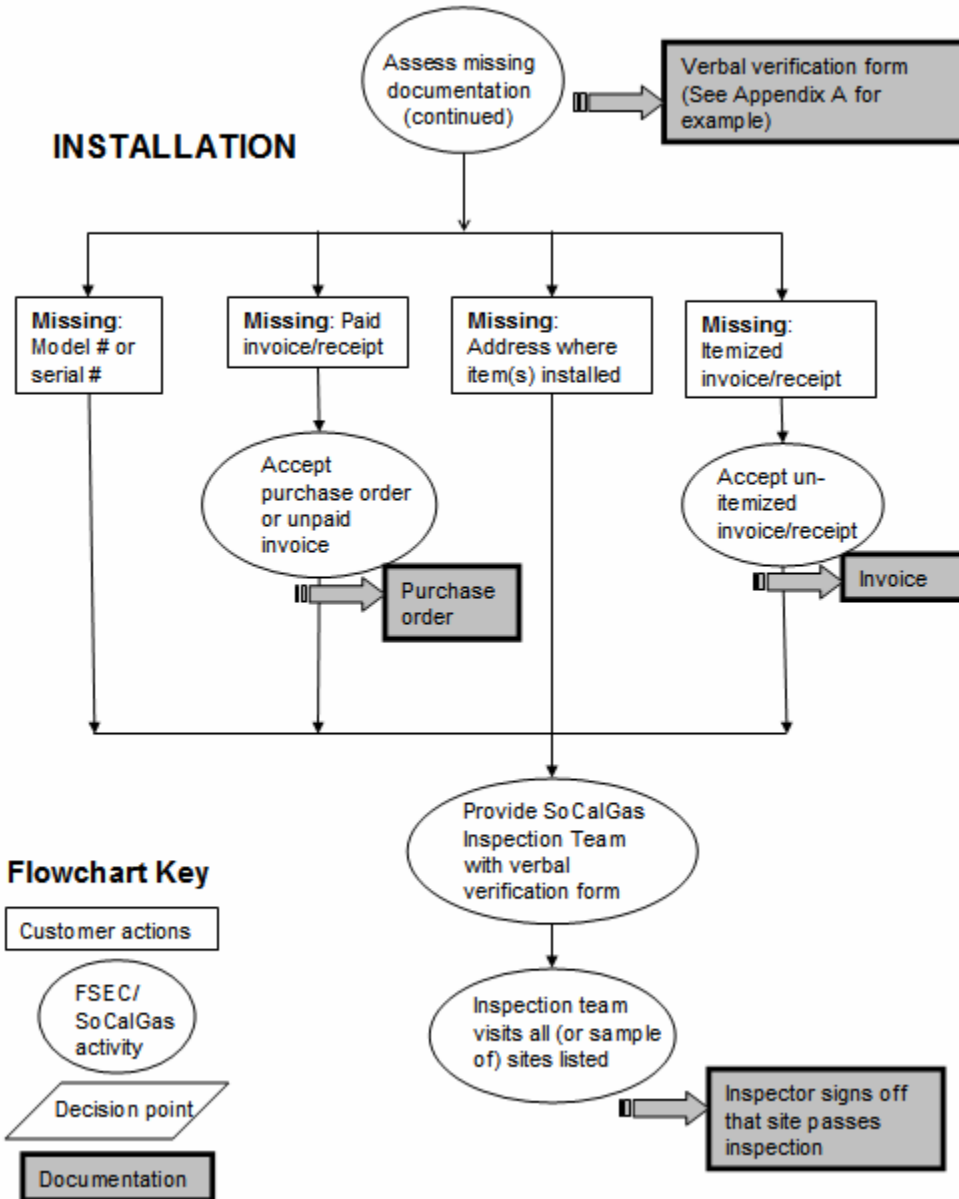 Assess missing
documentation
(continued)
Verbal verification form
(See Appendix A for
example)
INSTALLATION
Missing:
Model # or
serial #
Missing: Paid
invoice/receipt
Missing:
Address where
item(s) installed
Missing:
Itemized
invoice/receipt
Accept
purchase order
or unpaid
invoice
Accept un-
itemized
invoice/receipt
Purchase
order
Invoice
Provide SoCalGas
Inspection Team
with verbal
verification form
Flowchart Key
Customer actions
FSEC/
SoCalGas
activity
Decision point
Documentation
Inspection team
visits all (or sample
of) sites listed
Inspector signs off
that site passes
inspection